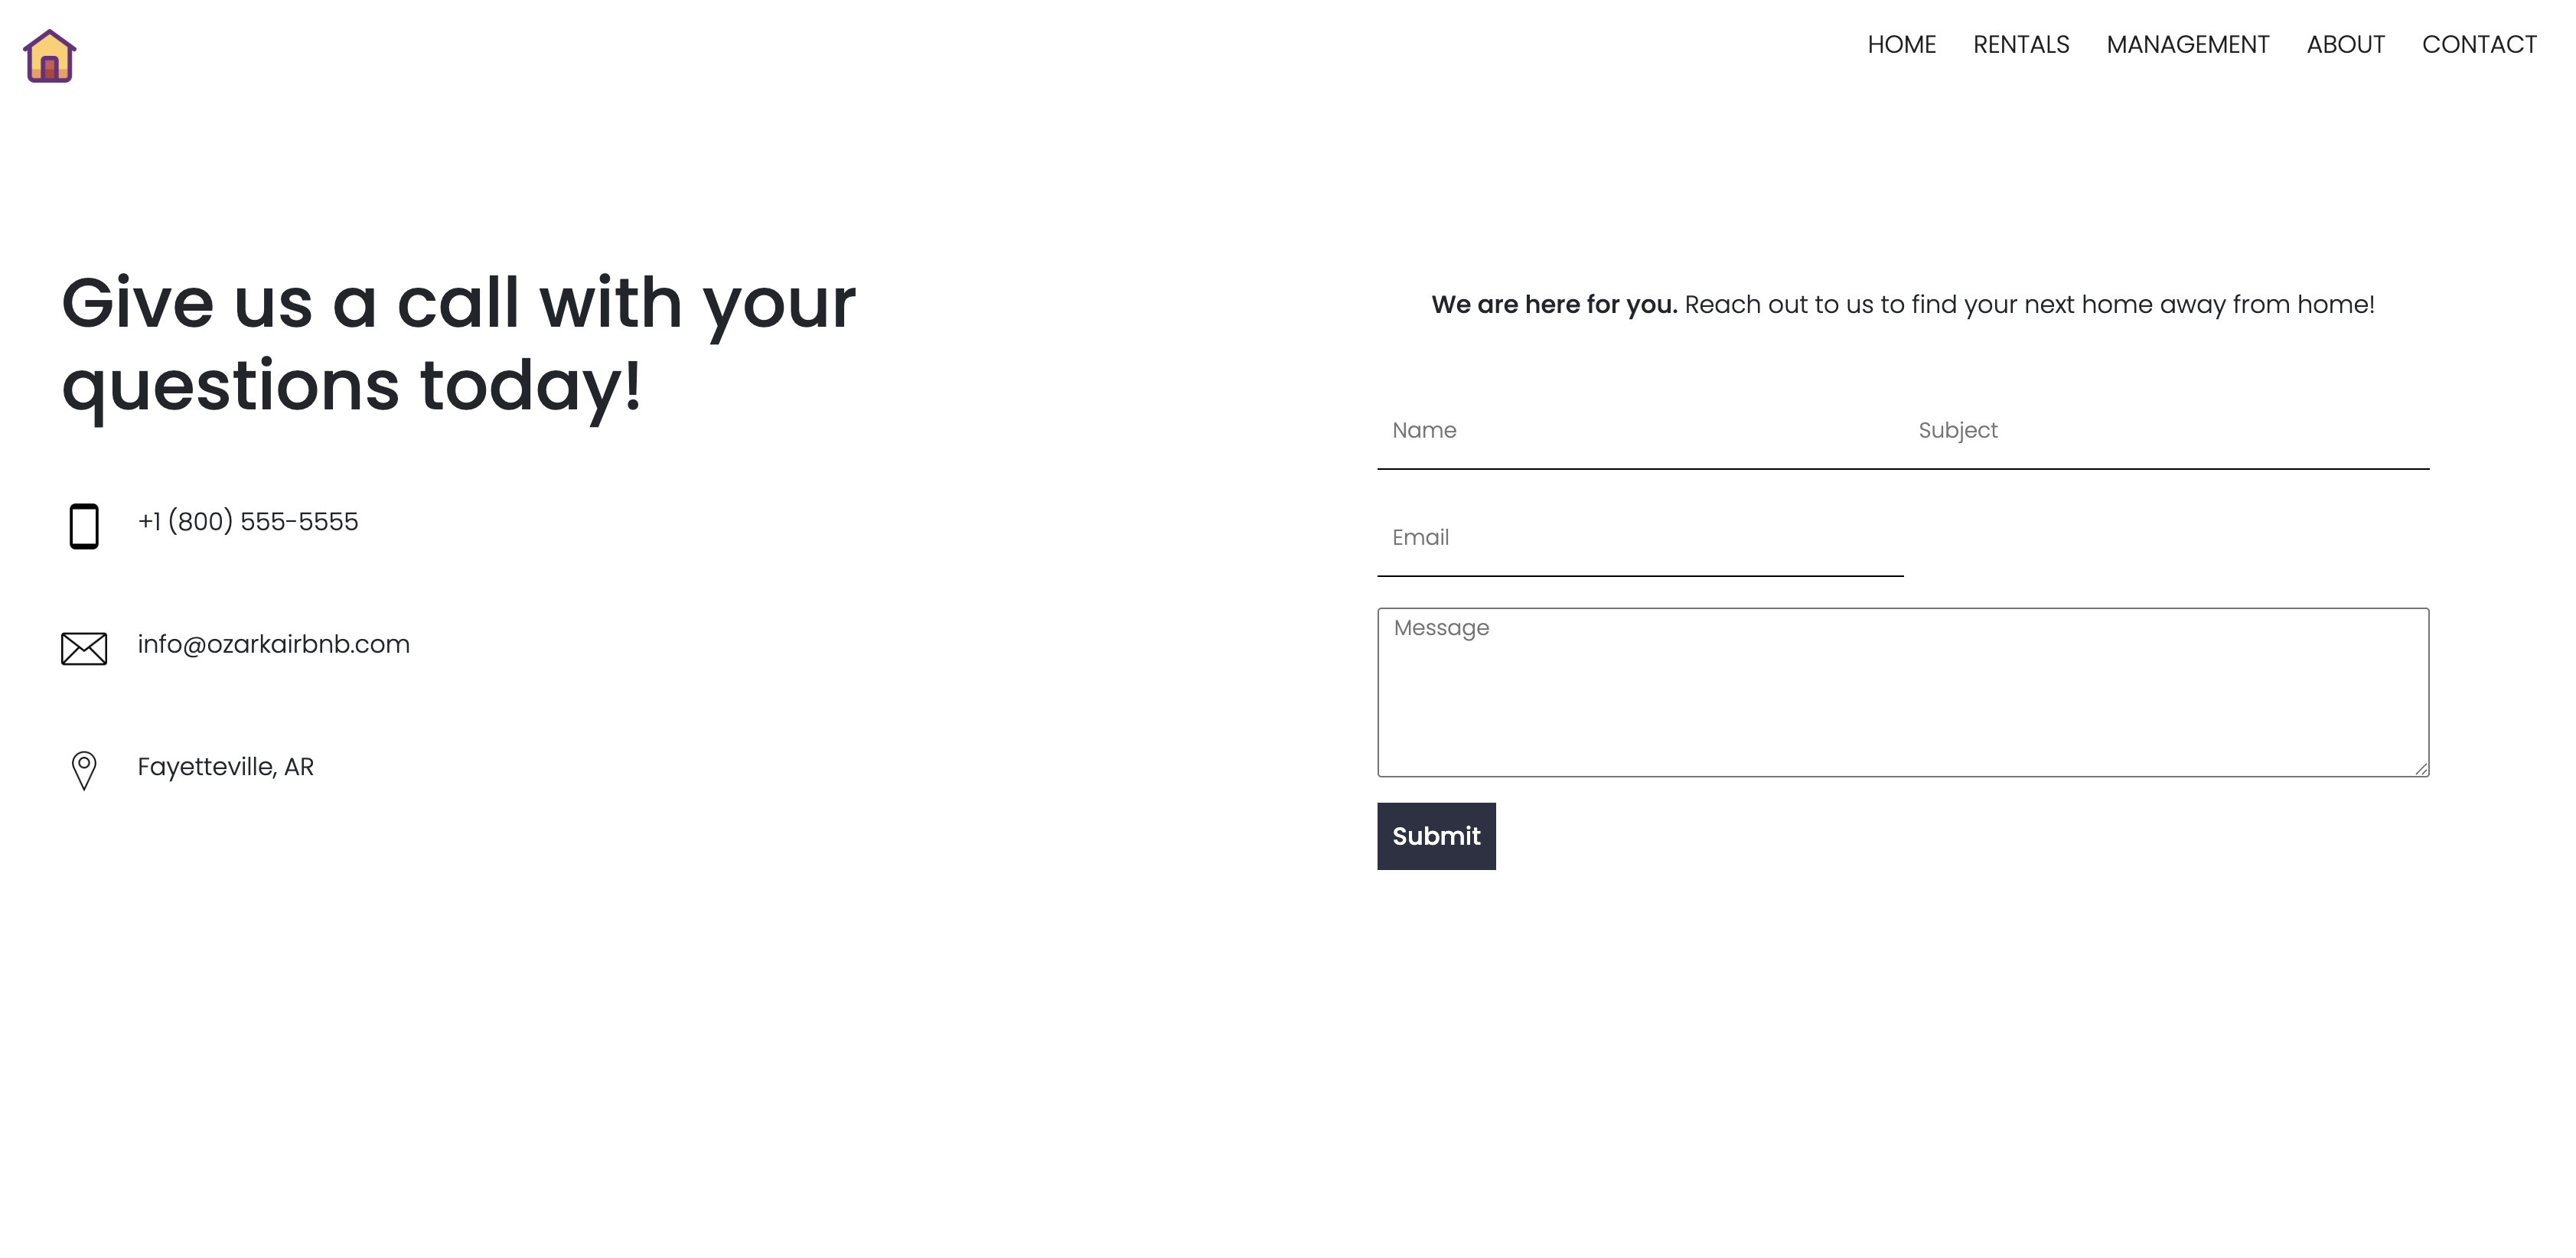 HOME RENTALS MANAGEMENT ABOUT CONTACT
Give us a call with your
questions today!
+1 (800) 555-5555
info@ozarkairbnb.com
Fayetteville, AR
We are here for you. Reach out to us to find your next home away from home!
Name Subject
Email
Message
Submit